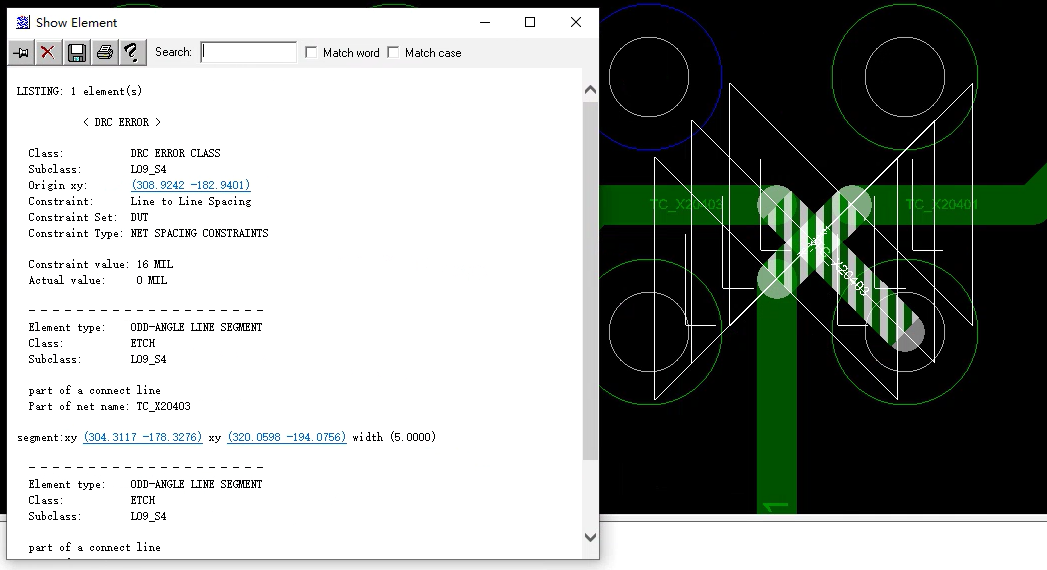 Show Element
Search:
Match word
Match case
LISTING: 1 element(s)
< DRC ERROR >
Class: DRC ERROR CLASS
Subclass: L09_S4
Origin xy: (308.9242 -182.9401)
Constraint: Line to Line Spacing
Constraint Set: DUT
Constraint Type: NET SPACING CONSTRAINTS
Constraint value: 16 MIL
Actual value: 0 MIL
- - - - - - - - - - - - - - - - - - - -
Element type: ODD-ANGLE LINE SEGMENT
Class: ETCH
Subclass: L09_S4
part of a connect line
Part of net name: TC_X20403
segment:xy (304.3117 -178.3276) xy (320.0598 -194.0756) width (5.0000)
- - - - - - - - - - - - - - - - - - - -
Element type: ODD-ANGLE LINE SEGMENT
Class: ETCH
Subclass: L09_S4
part of a connect line
TC_X20403
TC_X20401
1